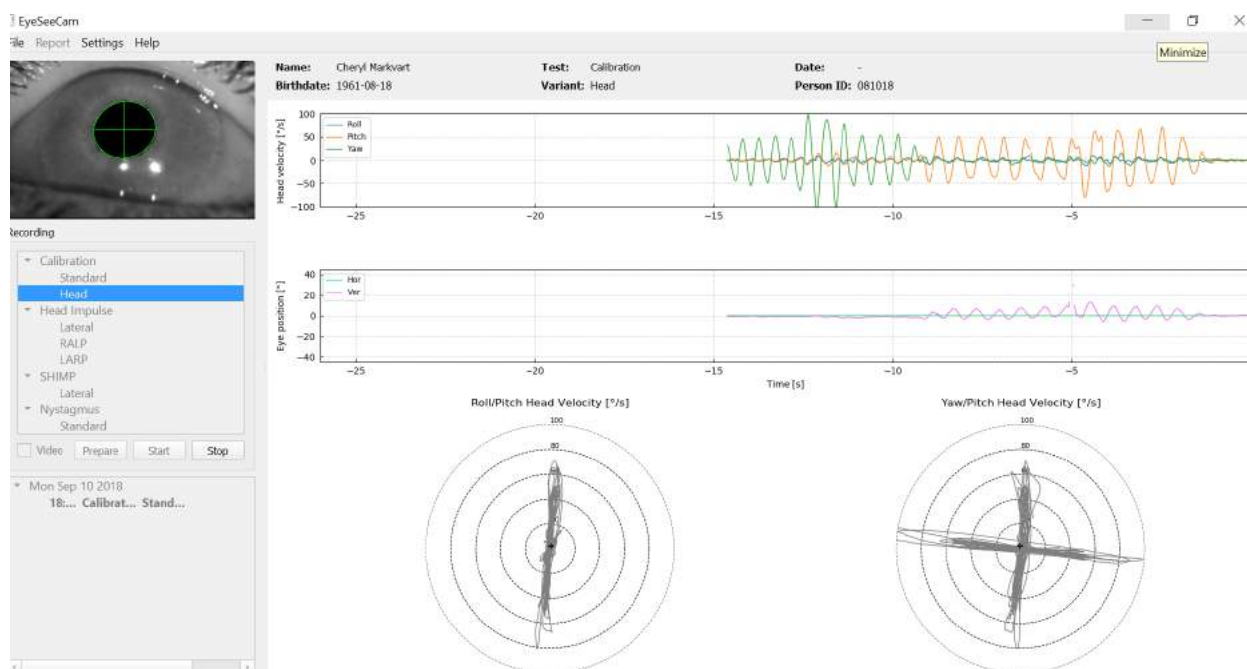 EyeSeeCam
File Report Settings Help
Minimize
Name: Cheryl Markvart Test: Calibration Date: -
Birthdate: 1961-08-18 Variant: Head Person ID: 081018
Recording
Calibration
Standard
Head
Head Impulse
Lateral
RALP
LARP
SHIMP
Lateral
Nystagmus
Standard
Video Prepare Start Stop
Mon Sep 10 2018
18:... Calibrat... Stand...
Head velocity [°/s]
100
50
0
−50
−100
Roll
Pitch
Yaw
−25 −20 −15 −10 −5
Eye position [°]
40
20
0
−20
−40
Hor
Ver
−25 −20 −15 −10 −5
Time [s]
Roll/Pitch Head Velocity [°/s]
100
80
Yaw/Pitch Head Velocity [°/s]
100
80